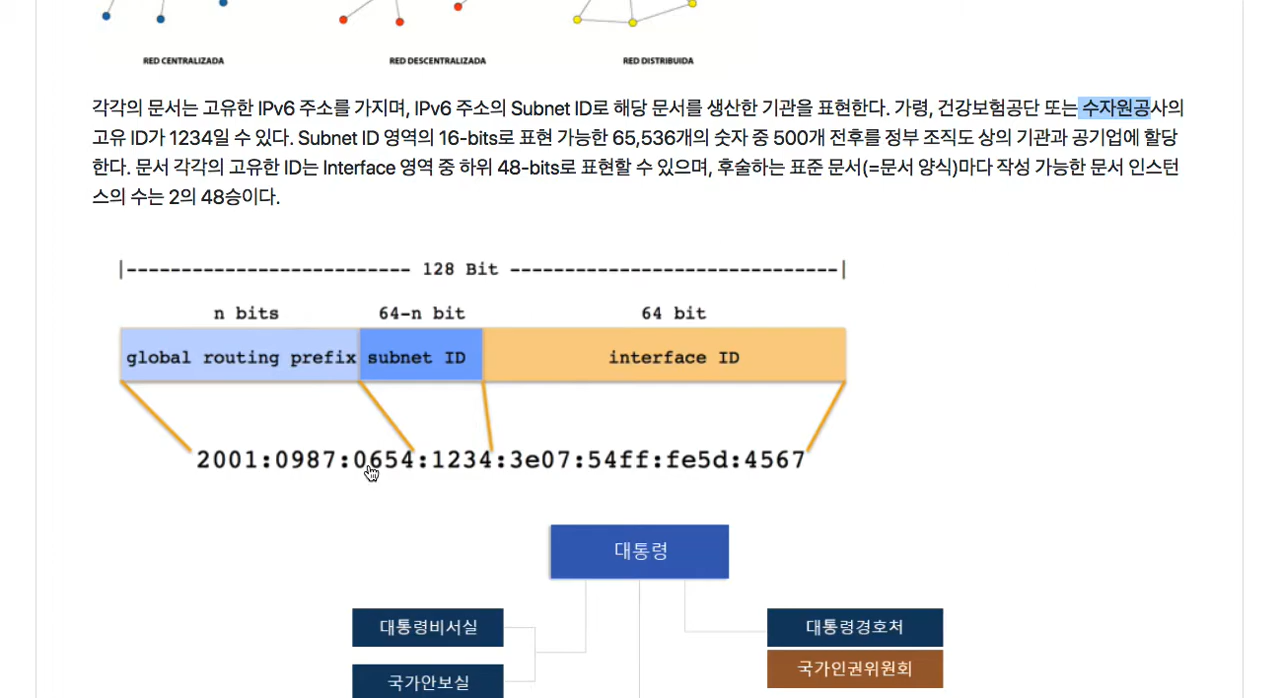 RED CENTRALIZADA
RED DESCENTRALIZADA
RED DISTRIBUIDA
각각의 문서는 고유한 IPv6 주소를 가지며, IPv6 주소의 Subnet ID로 해당 문서를 생산한 기관을 표현한다. 가령, 건강보험공단 또는 수자원공사의
고유 ID가 1234일 수 있다. Subnet ID 영역의 16-bits로 표현 가능한 65,536개의 숫자 중 500개 전후를 정부 조직도 상의 기관과 공기업에 할당
한다. 문서 각각의 고유한 ID는 Interface 영역 중 하위 48-bits로 표현할 수 있으며, 후술하는 표준 문서(=문서 양식)마다 작성 가능한 문서 인스턴
스의 수는 2의 48승이다.
|-------------------------- 128 Bit ------------------------------|
n bits
64-n bit
64 bit
global routing prefix
subnet ID
interface ID
2001:0987:0654:1234:3e07:54ff:fe5d:4567
대통령
대통령비서실
대통령경호처
국가인권위원회
국가안보실